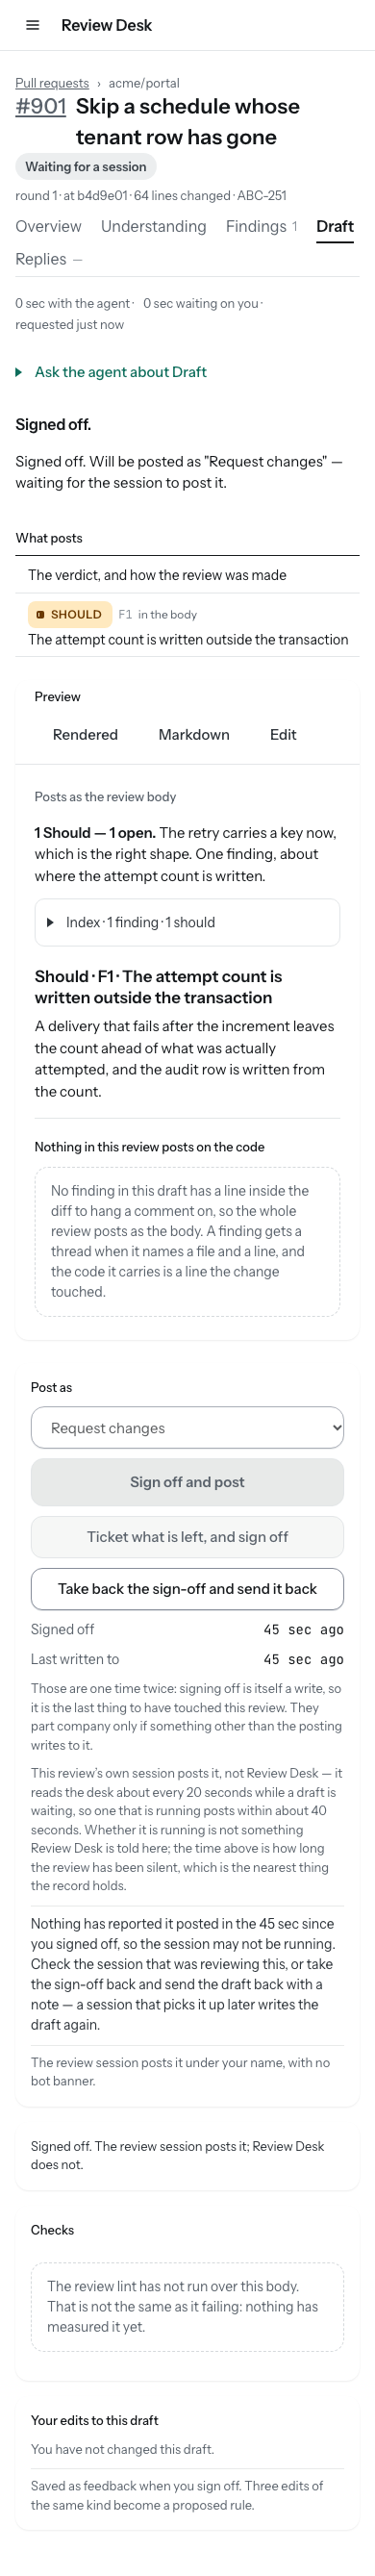 Review Desk
Pull requests › acme/portal
#901 Skip a schedule whose
tenant row has gone
Waiting for a session
round 1 · at b4d9e01 · 64 lines changed · ABC-251
Overview Understanding Findings 1 Draft
Replies —
0 sec with the agent · 0 sec waiting on you ·
requested just now
Ask the agent about Draft
Signed off.
Signed off. Will be posted as "Request changes" —
waiting for the session to post it.
What posts
The verdict, and how the review was made
SHOULD F1 in the body
The attempt count is written outside the transaction
Preview
Rendered Markdown Edit
Posts as the review body
1 Should — 1 open. The retry carries a key now,
which is the right shape. One finding, about
where the attempt count is written.
Index · 1 finding · 1 should
Should · F1 · The attempt count is
written outside the transaction
A delivery that fails after the increment leaves
the count ahead of what was actually
attempted, and the audit row is written from
the count.
Nothing in this review posts on the code
No finding in this draft has a line inside the
diff to hang a comment on, so the whole
review posts as the body. A finding gets a
thread when it names a file and a line, and
the code it carries is a line the change
touched.
Post as
Request changes
Sign off and post
Ticket what is left, and sign off
Take back the sign-off and send it back
Signed off 45 sec ago
Last written to 45 sec ago
Those are one time twice: signing off is itself a write, so
it is the last thing to have touched this review. They
part company only if something other than the posting
writes to it.
This review's own session posts it, not Review Desk — it
reads the desk about every 20 seconds while a draft is
waiting, so one that is running posts within about 40
seconds. Whether it is running is not something
Review Desk is told here; the time above is how long
the review has been silent, which is the nearest thing
the record holds.
Nothing has reported it posted in the 45 sec since
you signed off, so the session may not be running.
Check the session that was reviewing this, or take
the sign-off back and send the draft back with a
note — a session that picks it up later writes the
draft again.
The review session posts it under your name, with no
bot banner.
Signed off. The review session posts it; Review Desk
does not.
Checks
The review lint has not run over this body.
That is not the same as it failing: nothing has
measured it yet.
Your edits to this draft
You have not changed this draft.
Saved as feedback when you sign off. Three edits of
the same kind become a proposed rule.